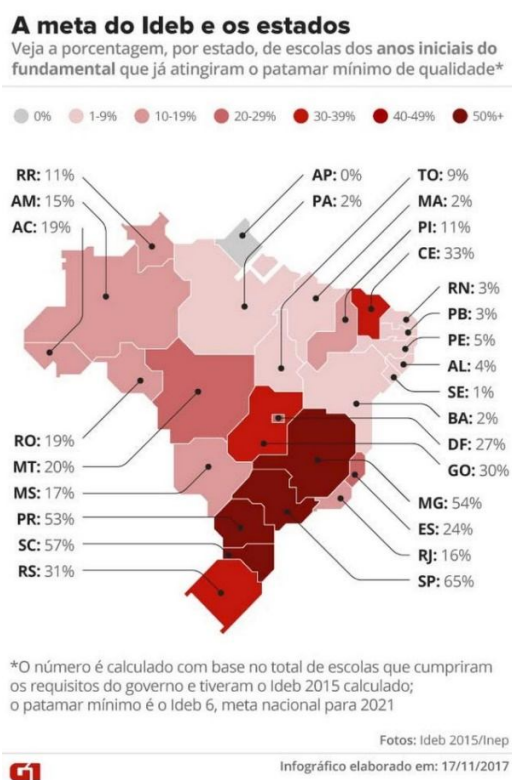 A meta do Ideb e os estados
Veja a porcentagem, por estado, de escolas dos anos iniciais do
fundamental que já atingiram o patamar mínimo de qualidade*
0% 1-9% 10-19% 20-29% 30-39% 40-49% 50%+
RR: 11%
AM: 15%
AC: 19%
AP: 0%
PA: 2%
TO: 9%
MA: 2%
PI: 11%
CE: 33%
RN: 3%
PB: 3%
PE: 5%
AL: 4%
SE: 1%
BA: 2%
DF: 27%
GO: 30%
RO: 19%
MT: 20%
MS: 17%
PR: 53%
SC: 57%
RS: 31%
MG: 54%
ES: 24%
RJ: 16%
SP: 65%
*O número é calculado com base no total de escolas que cumpriram
os requisitos do governo e tiveram o Ideb 2015 calculado;
o patamar mínimo é o Ideb 6, meta nacional para 2021
Fotos: Ideb 2015/Inep
G1
Infográfico elaborado em: 17/11/2017